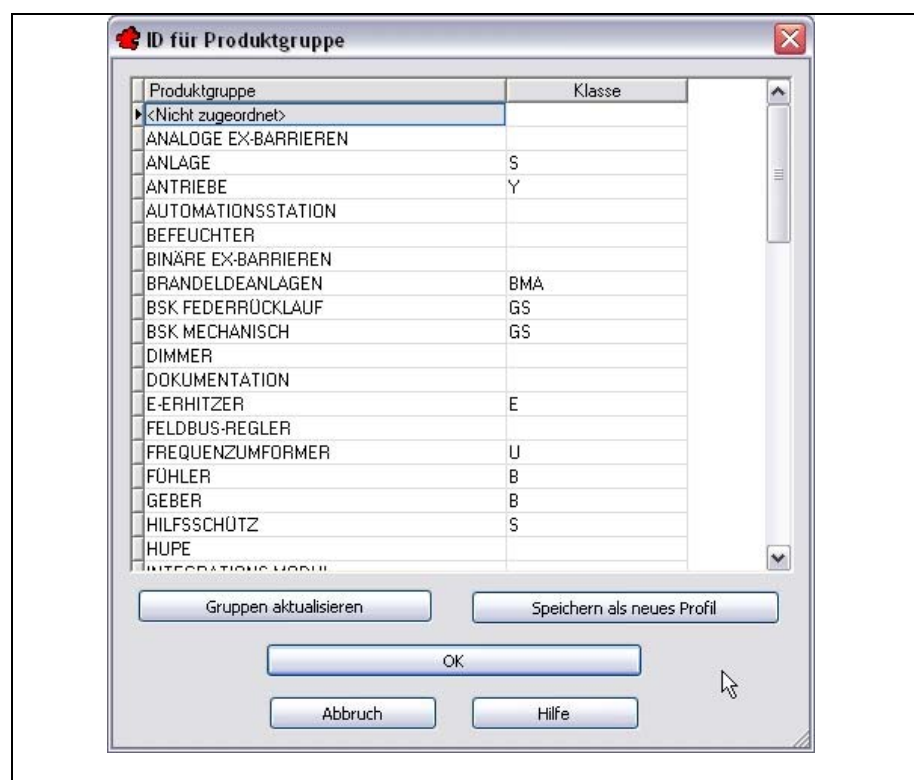 ID für Produktgruppe
Produktgruppe Klasse
<Nicht zugeordnet>
ANALOGE EX-BARRIEREN
ANLAGE S
ANTRIEBE Y
AUTOMATIONSSTATION
BEFEUCHTER
BINÄRE EX-BARRIEREN
BRANDELDEANLAGEN BMA
BSK FEDERRÜCKLAUF GS
BSK MECHANISCH GS
DIMMER
DOKUMENTATION
E-ERHITZER E
FELDBUS-REGLER
FREQUENZUMFORMER U
FÜHLER B
GEBER B
HILFSSCHÜTZ S
HUPE
INTEGRATIONS MODUL
Gruppen aktualisieren Speichern als neues Profil
OK
Abbruch Hilfe